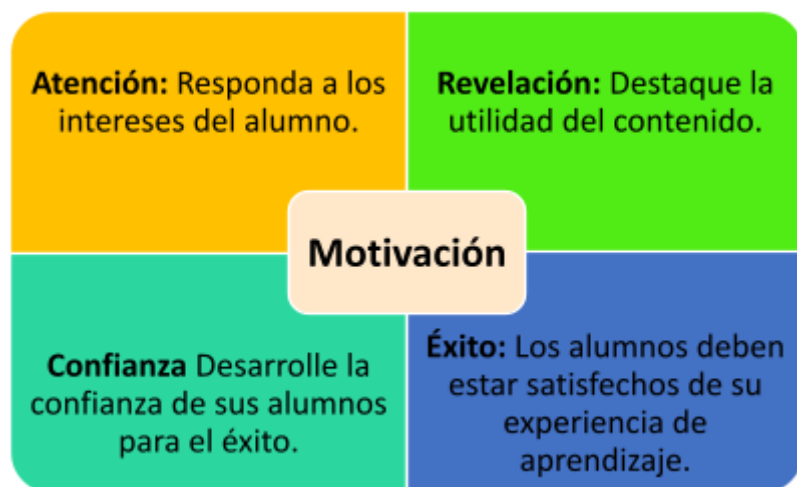 Atención: Responda a los
intereses del alumno.
Revelación: Destaque la
utilidad del contenido.
Motivación
Confianza Desarrolle la
confianza de sus alumnos
para el éxito.
Éxito: Los alumnos deben
estar satisfechos de su
experiencia de
aprendizaje.